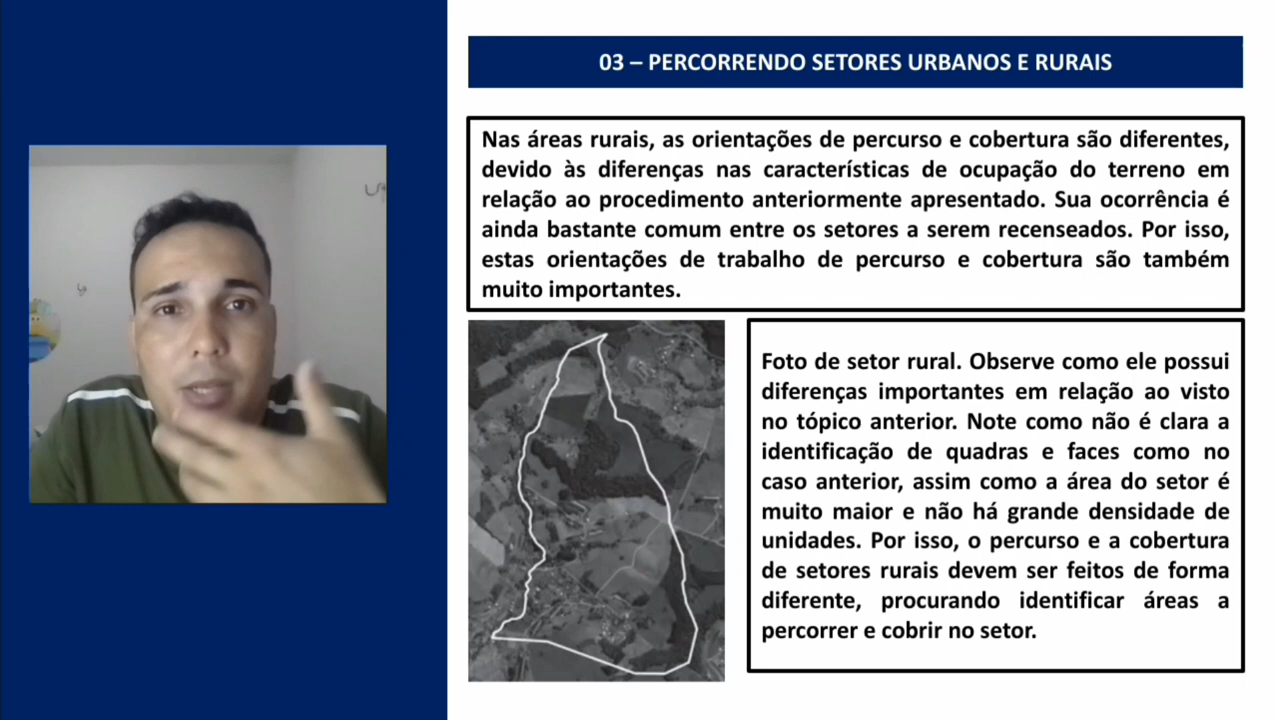 03 – PERCORRENDO SETORES URBANOS E RURAIS
Nas áreas rurais, as orientações de percurso e cobertura são diferentes,
devido às diferenças nas características de ocupação do terreno em
relação ao procedimento anteriormente apresentado. Sua ocorrência é
ainda bastante comum entre os setores a serem recenseados. Por isso,
estas orientações de trabalho de percurso e cobertura são também
muito importantes.
Foto de setor rural. Observe como ele possui
diferenças importantes em relação ao visto
no tópico anterior. Note como não é clara a
identificação de quadras e faces como no
caso anterior, assim como a área do setor é
muito maior e não há grande densidade de
unidades. Por isso, o percurso e a cobertura
de setores rurais devem ser feitos de forma
diferente, procurando identificar áreas a
percorrer e cobrir no setor.